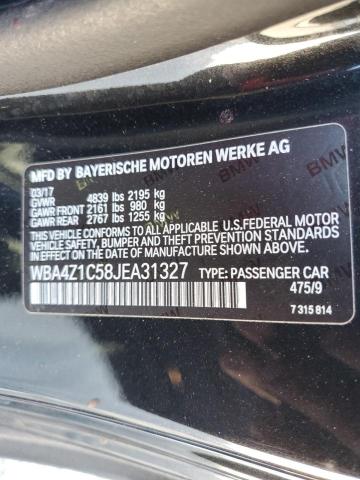 MFD BY BAYERISCHE MOTOREN WERKE AG
03/17
GVWR 4839 lbs 2195 kg
GAWR FRONT 2161 lbs 980 kg
GAWR REAR 2767 lbs 1255 kg
THIS VEHICLE CONFORMS TO ALL APPLICABLE U.S.FEDERAL MOTOR
VEHICLE SAFETY, BUMPER, AND THEFT PREVENTION
STANDARDS IN EFFECT ON THE DATE OF MANUFACTURE SHOWN ABOVE.
WBA4Z1C58JEA31327 TYPE: PASSENGER CAR
475/9
7 315 814